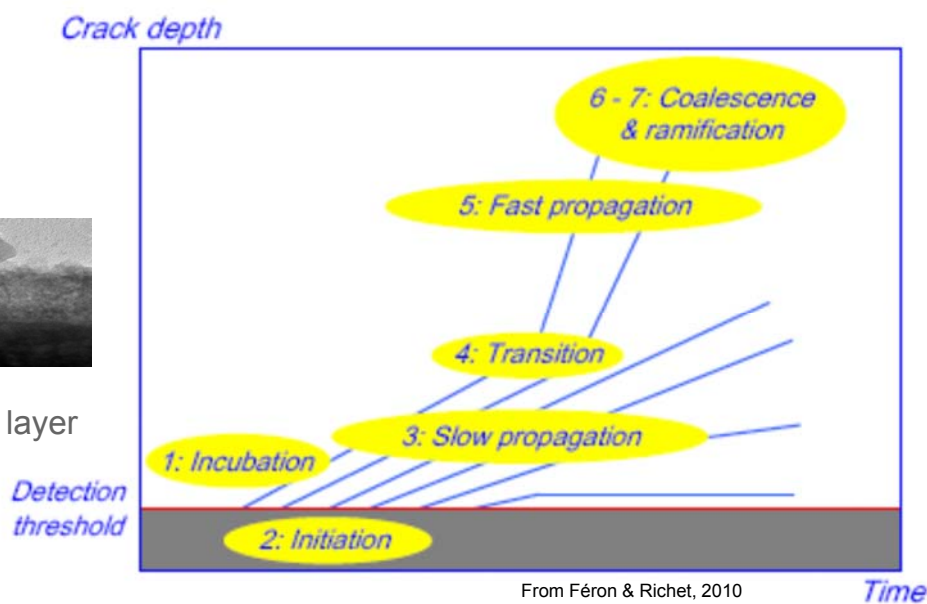 Crack depth
6 - 7: Coalescence
& ramification
5: Fast propagation
4: Transition
layer
3: Slow propagation
1: Incubation
Detection
threshold
2: Initiation
From Féron & Richet, 2010
Time